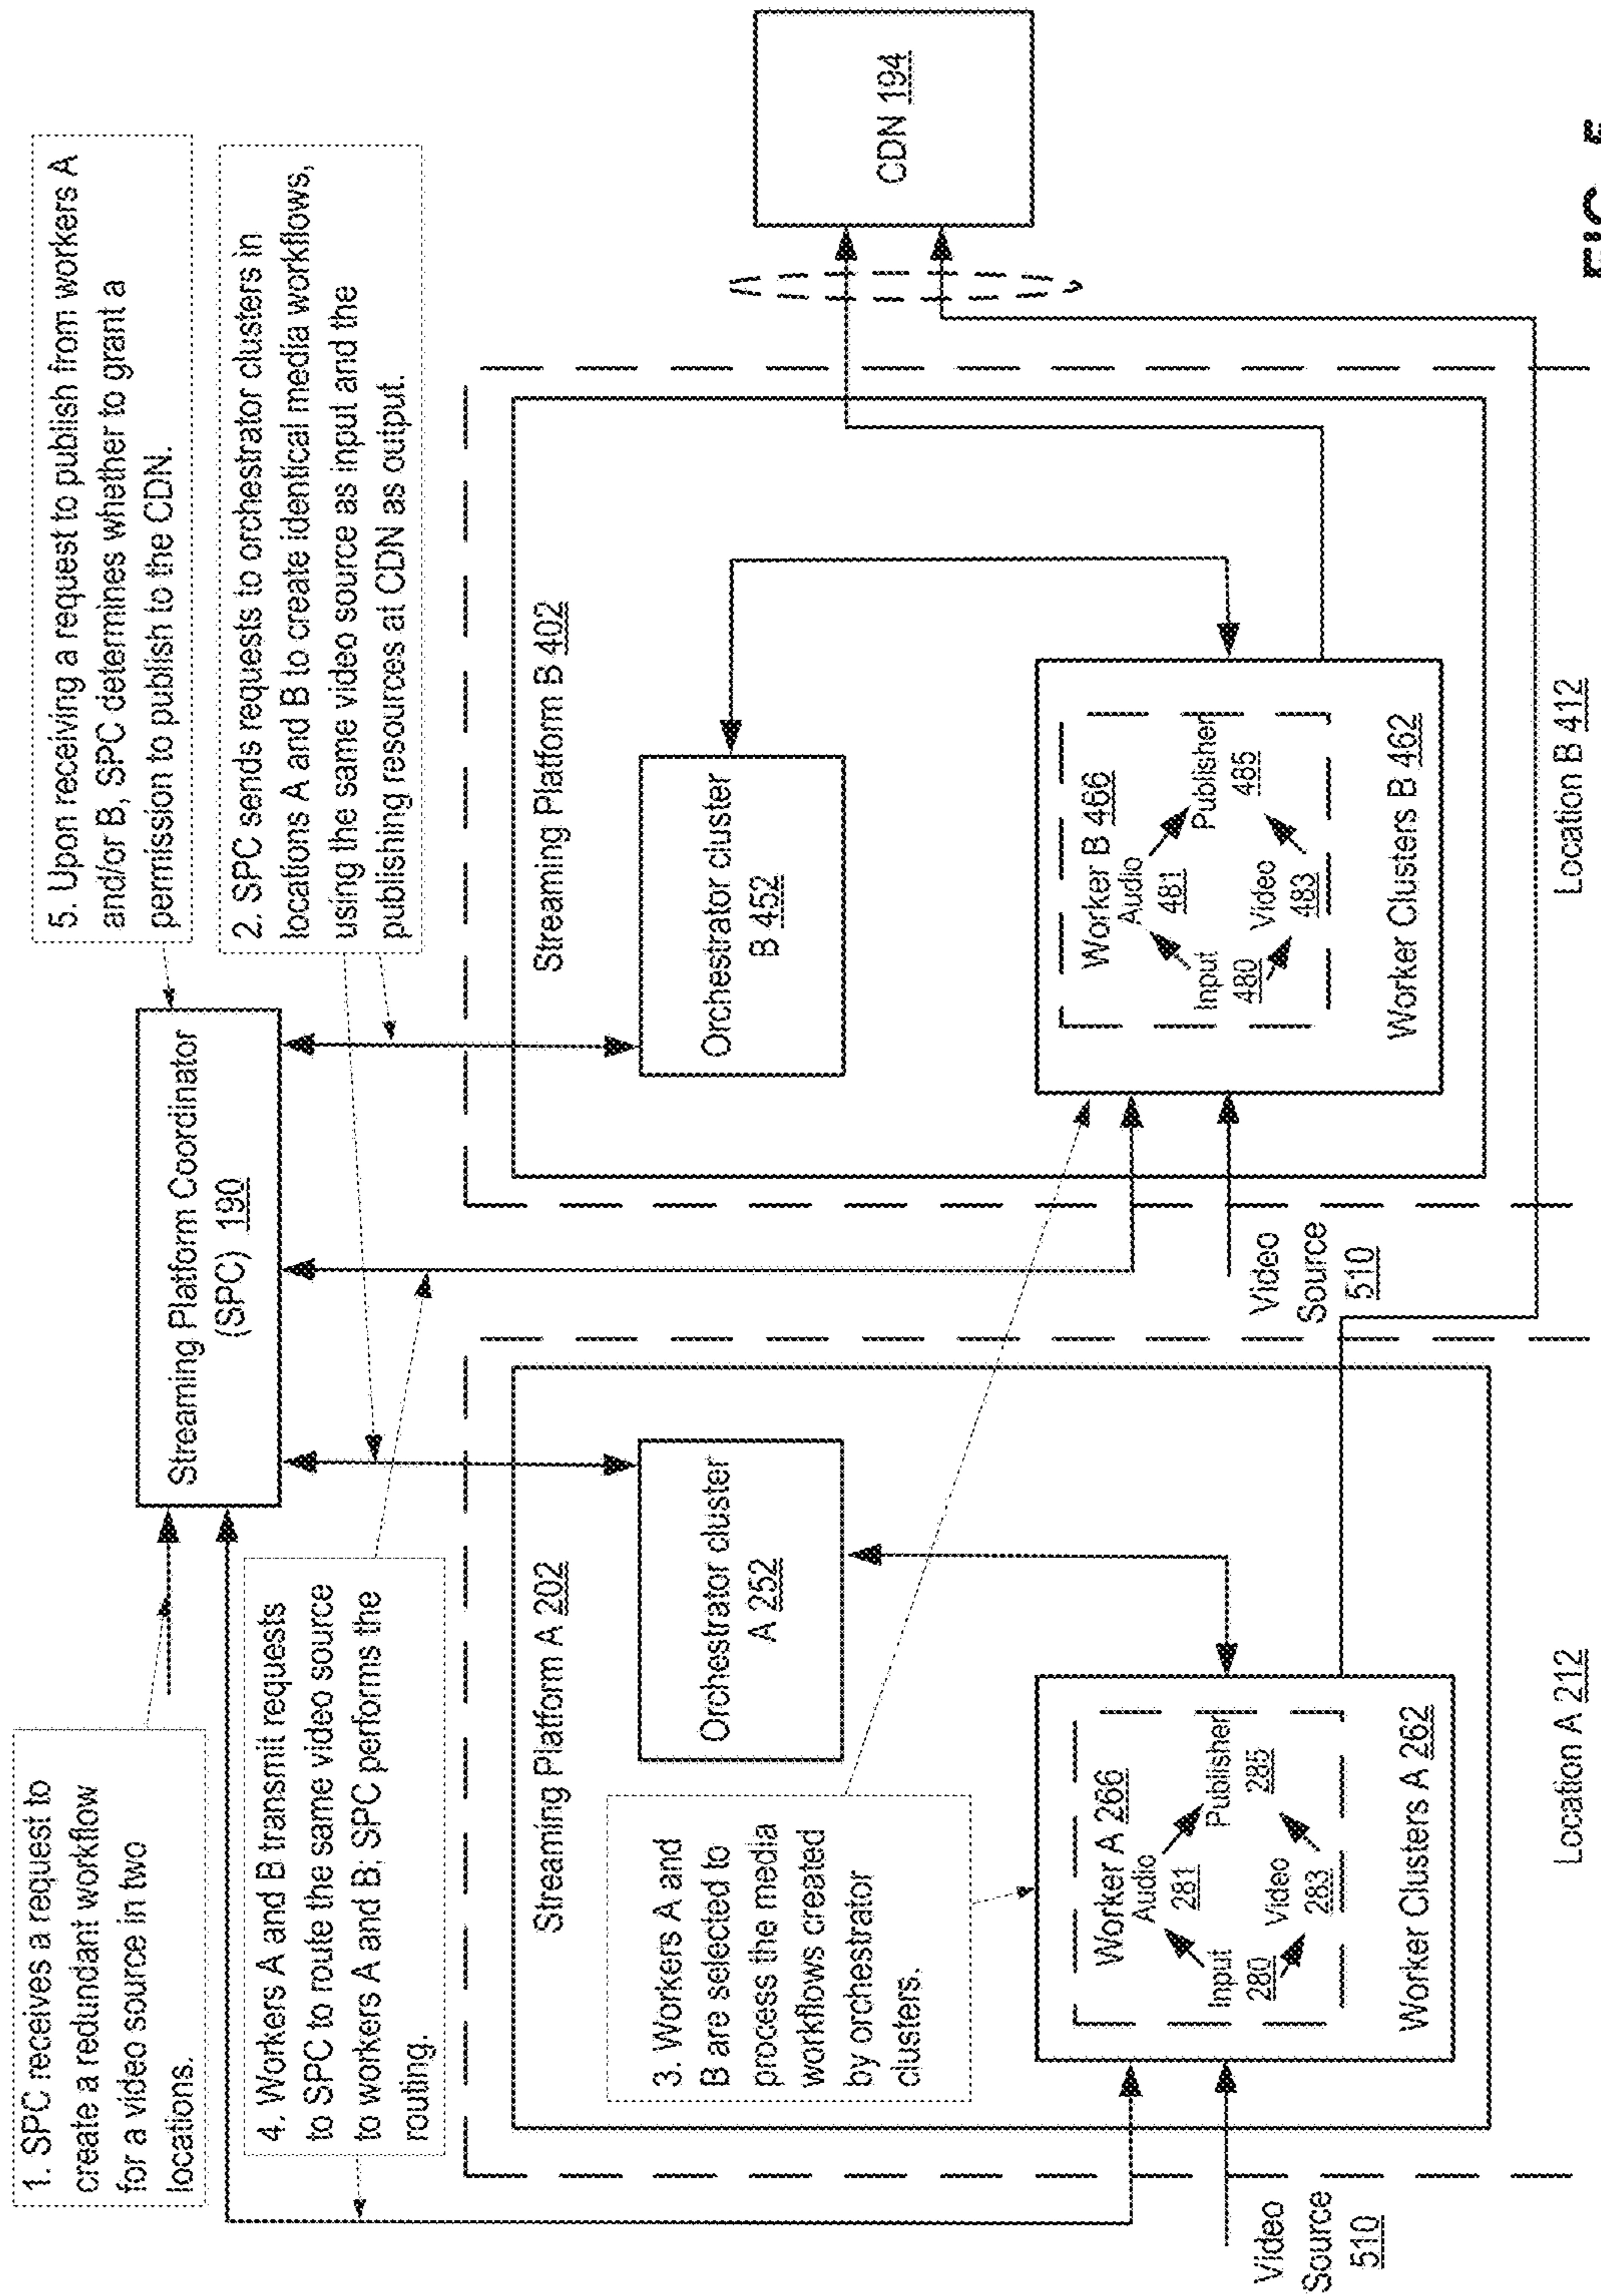 1. SPC receives a request to
create a redundant workflow
for a video source in two
locations.
Streaming Platform Coordinator
(SPC) 190
5. Upon receiving a request to publish from workers A
and/or B, SPC determines whether to grant a
permission to publish to the CDN.
4. Workers A and B transmit requests
to SPC to route the same video source
to workers A and B; SPC performs the
routing.
2. SPC sends requests to orchestrator clusters in
locations A and B to create identical media workflows,
using the same video source as input and the
publishing resources at CDN as output.
Streaming Platform A 202
3. Workers A and
B are selected to
process the media
workflows created
by orchestrator
clusters.
Orchestrator cluster
A 252
Worker A 266
Audio
281
Input
280
Publisher
285
Video
283
Worker Clusters A 262
Location A 212
Video
Source
510
Streaming Platform B 402
Orchestrator cluster
B 452
Worker B 466
Audio
481
Input
480
Publisher
485
Video
483
Worker Clusters B 462
Location B 412
Video
Source
510
CDN 194